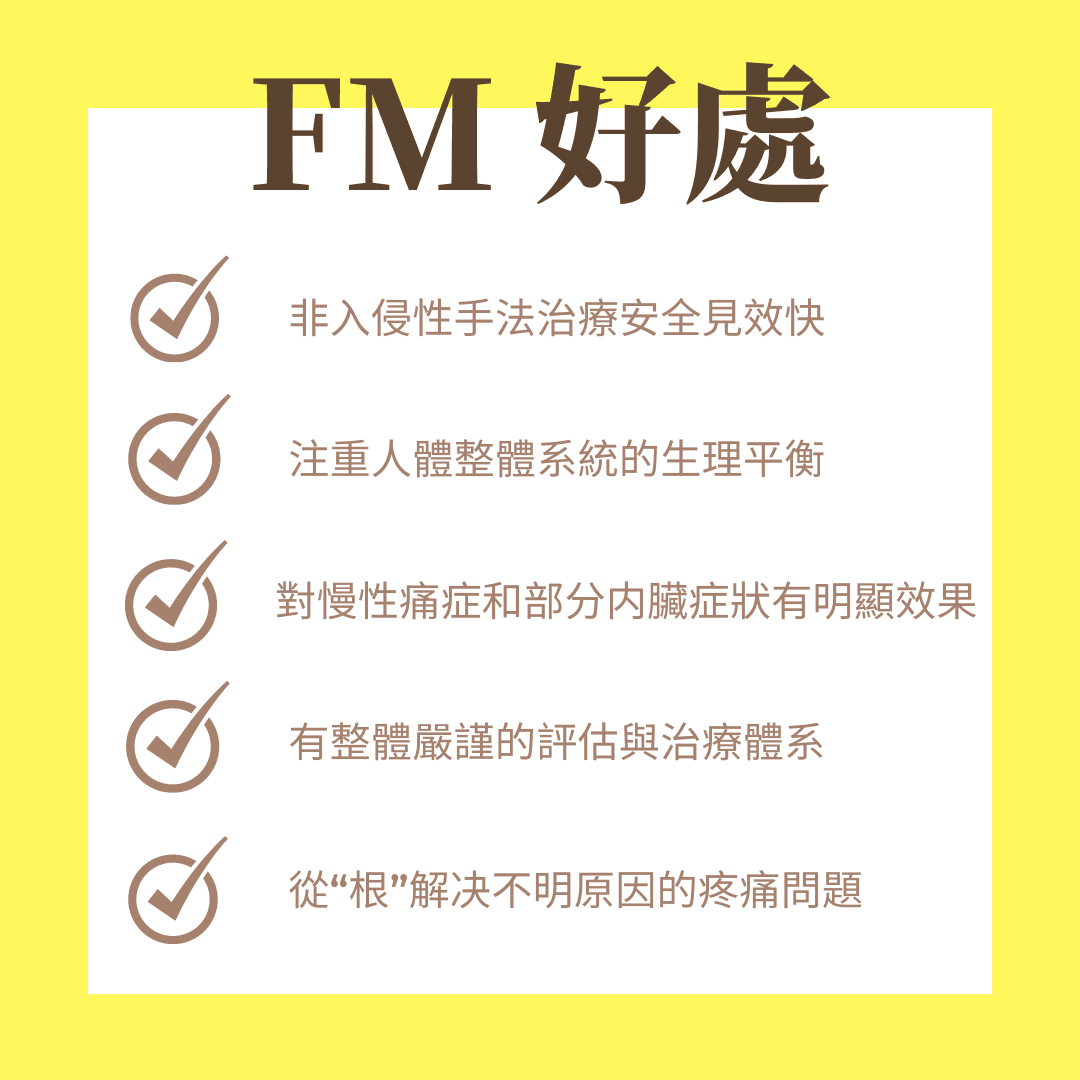 FM 好處
非入侵性手法治療安全見效快
注重人體整體系統的生理平衡
對慢性痛症和部分内臟症狀有明顯效果
有整體嚴謹的評估與治療體系
從“根”解决不明原因的疼痛問題